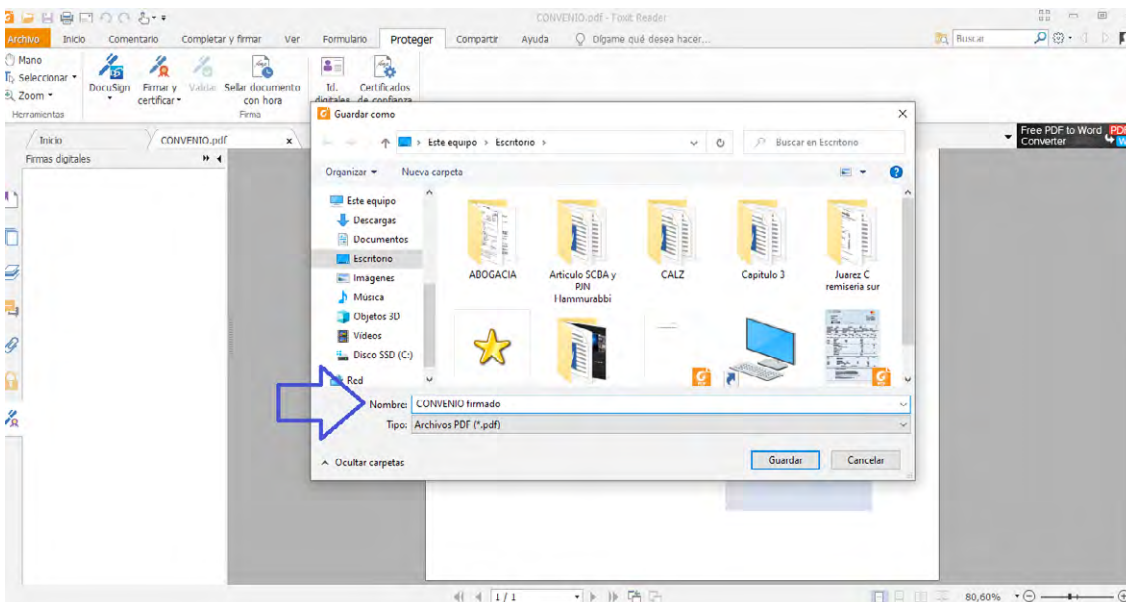 CONVENIO.pdf - Foxit Reader
Archivo Inicio Comentario Completar y firmar Ver Formulario Proteger Compartir Ayuda Dígame qué desea hacer... Buscar
Mano
Seleccionar
Zoom
Herramientas
DocuSign
Firmar y certificar
Validar
Sellar documento con hora
Firma
Id. digitales
Certificados de confianza
Inicio CONVENIO.pdf x
Free PDF to Word Converter
Firmas digitales
Guardar como
Este equipo > Escritorio >
Buscar en Escritorio
Organizar Nueva carpeta
Este equipo
Descargas
Documentos
Escritorio
Imágenes
Música
Objetos 3D
Vídeos
Disco SSD (C:)
Red
ABOGACIA
Articulo SCBA y PJN Hammurabbi
CALZ
Capitulo 3
Juarez C remiseria sur
Nombre: CONVENIO firmado
Tipo: Archivos PDF (*.pdf)
Ocultar carpetas
Guardar Cancelar
1 / 1
80,60%